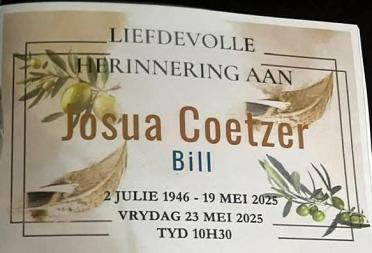 LIEFDEVOLLE
HERINNERING AAN
Josua Coetzer
Bill
2 JULIE 1946 - 19 MEI 2025
VRYDAG 23 MEI 2025
TYD 10H30